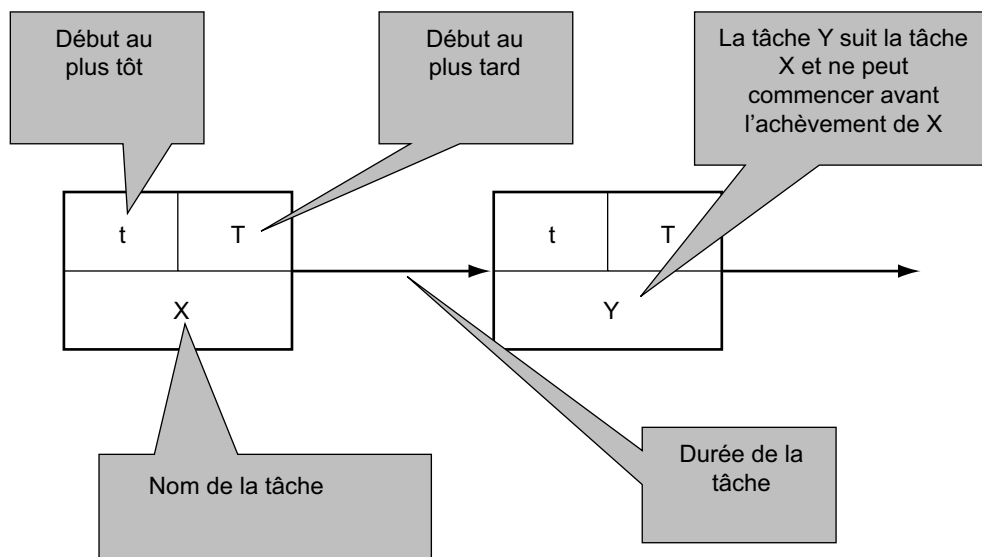 Début au
plus tôt
Début au
plus tard
La tâche Y suit la tâche
X et ne peut
commencer avant
l’achèvement de X
t
T
t
T
X
Y
Nom de la tâche
Durée de la
tâche